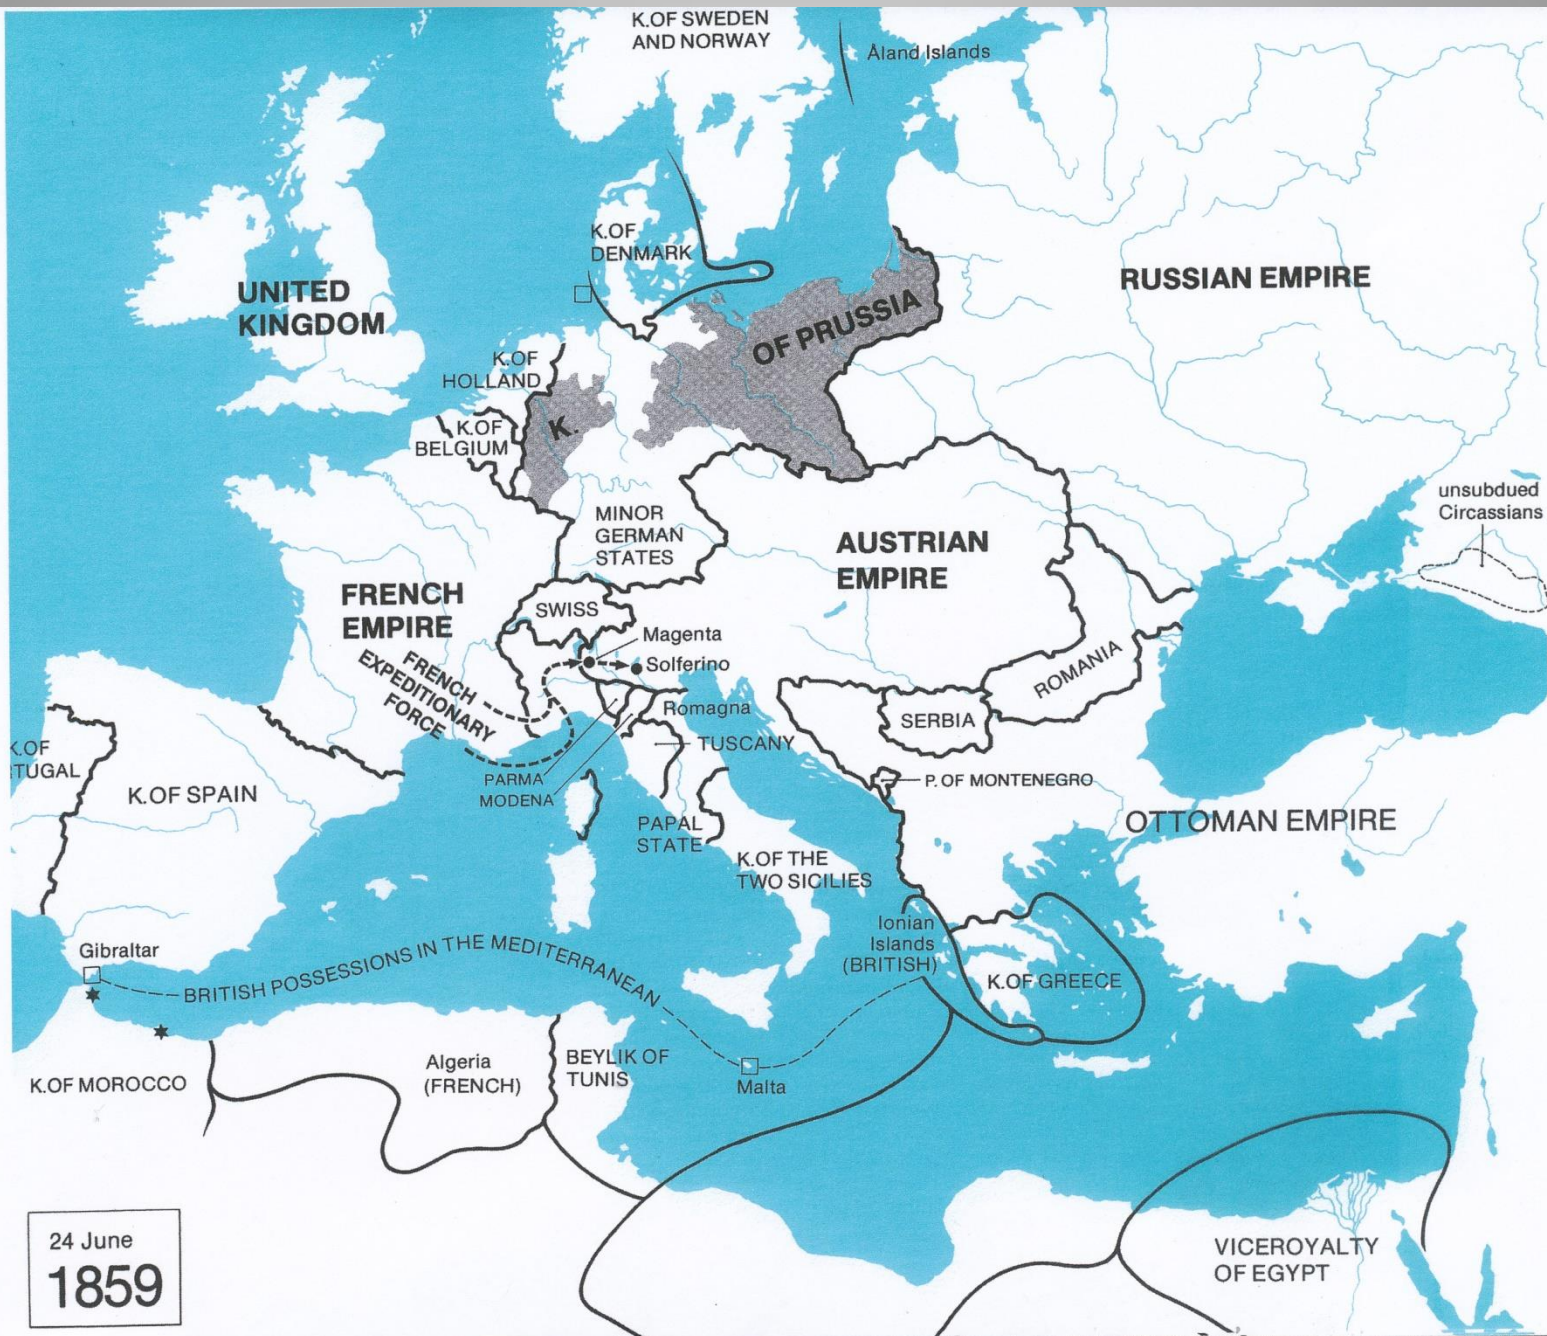 K.OF SWEDEN
AND NORWAY
Åland Islands
K.OF
DENMARK
UNITED
KINGDOM
RUSSIAN EMPIRE
OF PRUSSIA
K.OF
HOLLAND
K.
K.OF
BELGIUM
unsubdued
Circassians
MINOR
GERMAN
STATES
AUSTRIAN
EMPIRE
FRENCH
EMPIRE
SWISS
Magenta
Solferino
FRENCH
EXPEDITIONARY
FORCE
ROMANIA
Romagna
SERBIA
TUSCANY
K.OF
TUGAL
PARMA
MODENA
P. OF MONTENEGRO
K.OF SPAIN
PAPAL
STATE
OTTOMAN EMPIRE
K.OF THE
TWO SICILIES
Ionian
Islands
(BRITISH)
Gibraltar
BRITISH POSSESSIONS IN THE MEDITERRANEAN
K.OF GREECE
K.OF MOROCCO
Algeria
(FRENCH)
BEYLIK OF
TUNIS
Malta
24 June
1859
VICEROYALTY
OF EGYPT